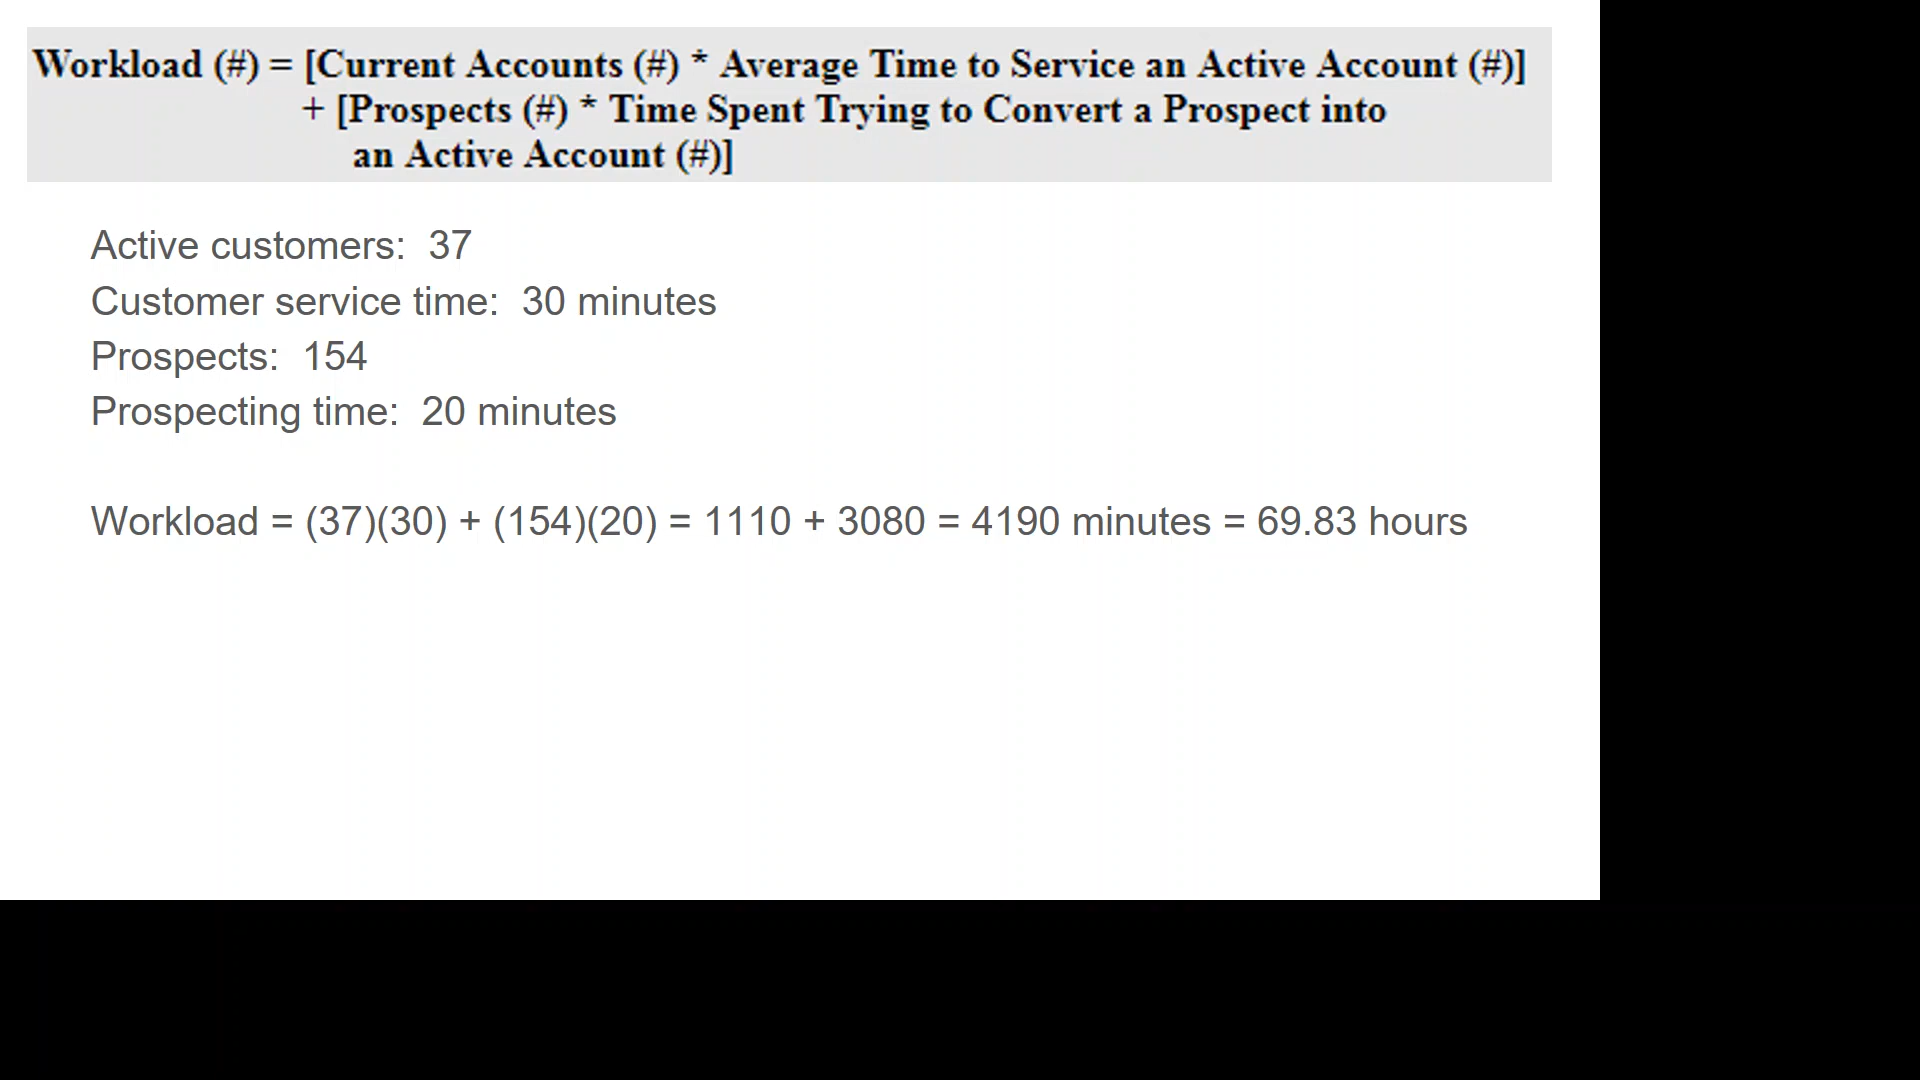 Workload (#) = [Current Accounts (#) * Average Time to Service an Active Account (#)]
+ [Prospects (#) * Time Spent Trying to Convert a Prospect into
an Active Account (#)]
Active customers: 37
Customer service time: 30 minutes
Prospects: 154
Prospecting time: 20 minutes
Workload = (37)(30) + (154)(20) = 1110 + 3080 = 4190 minutes = 69.83 hours